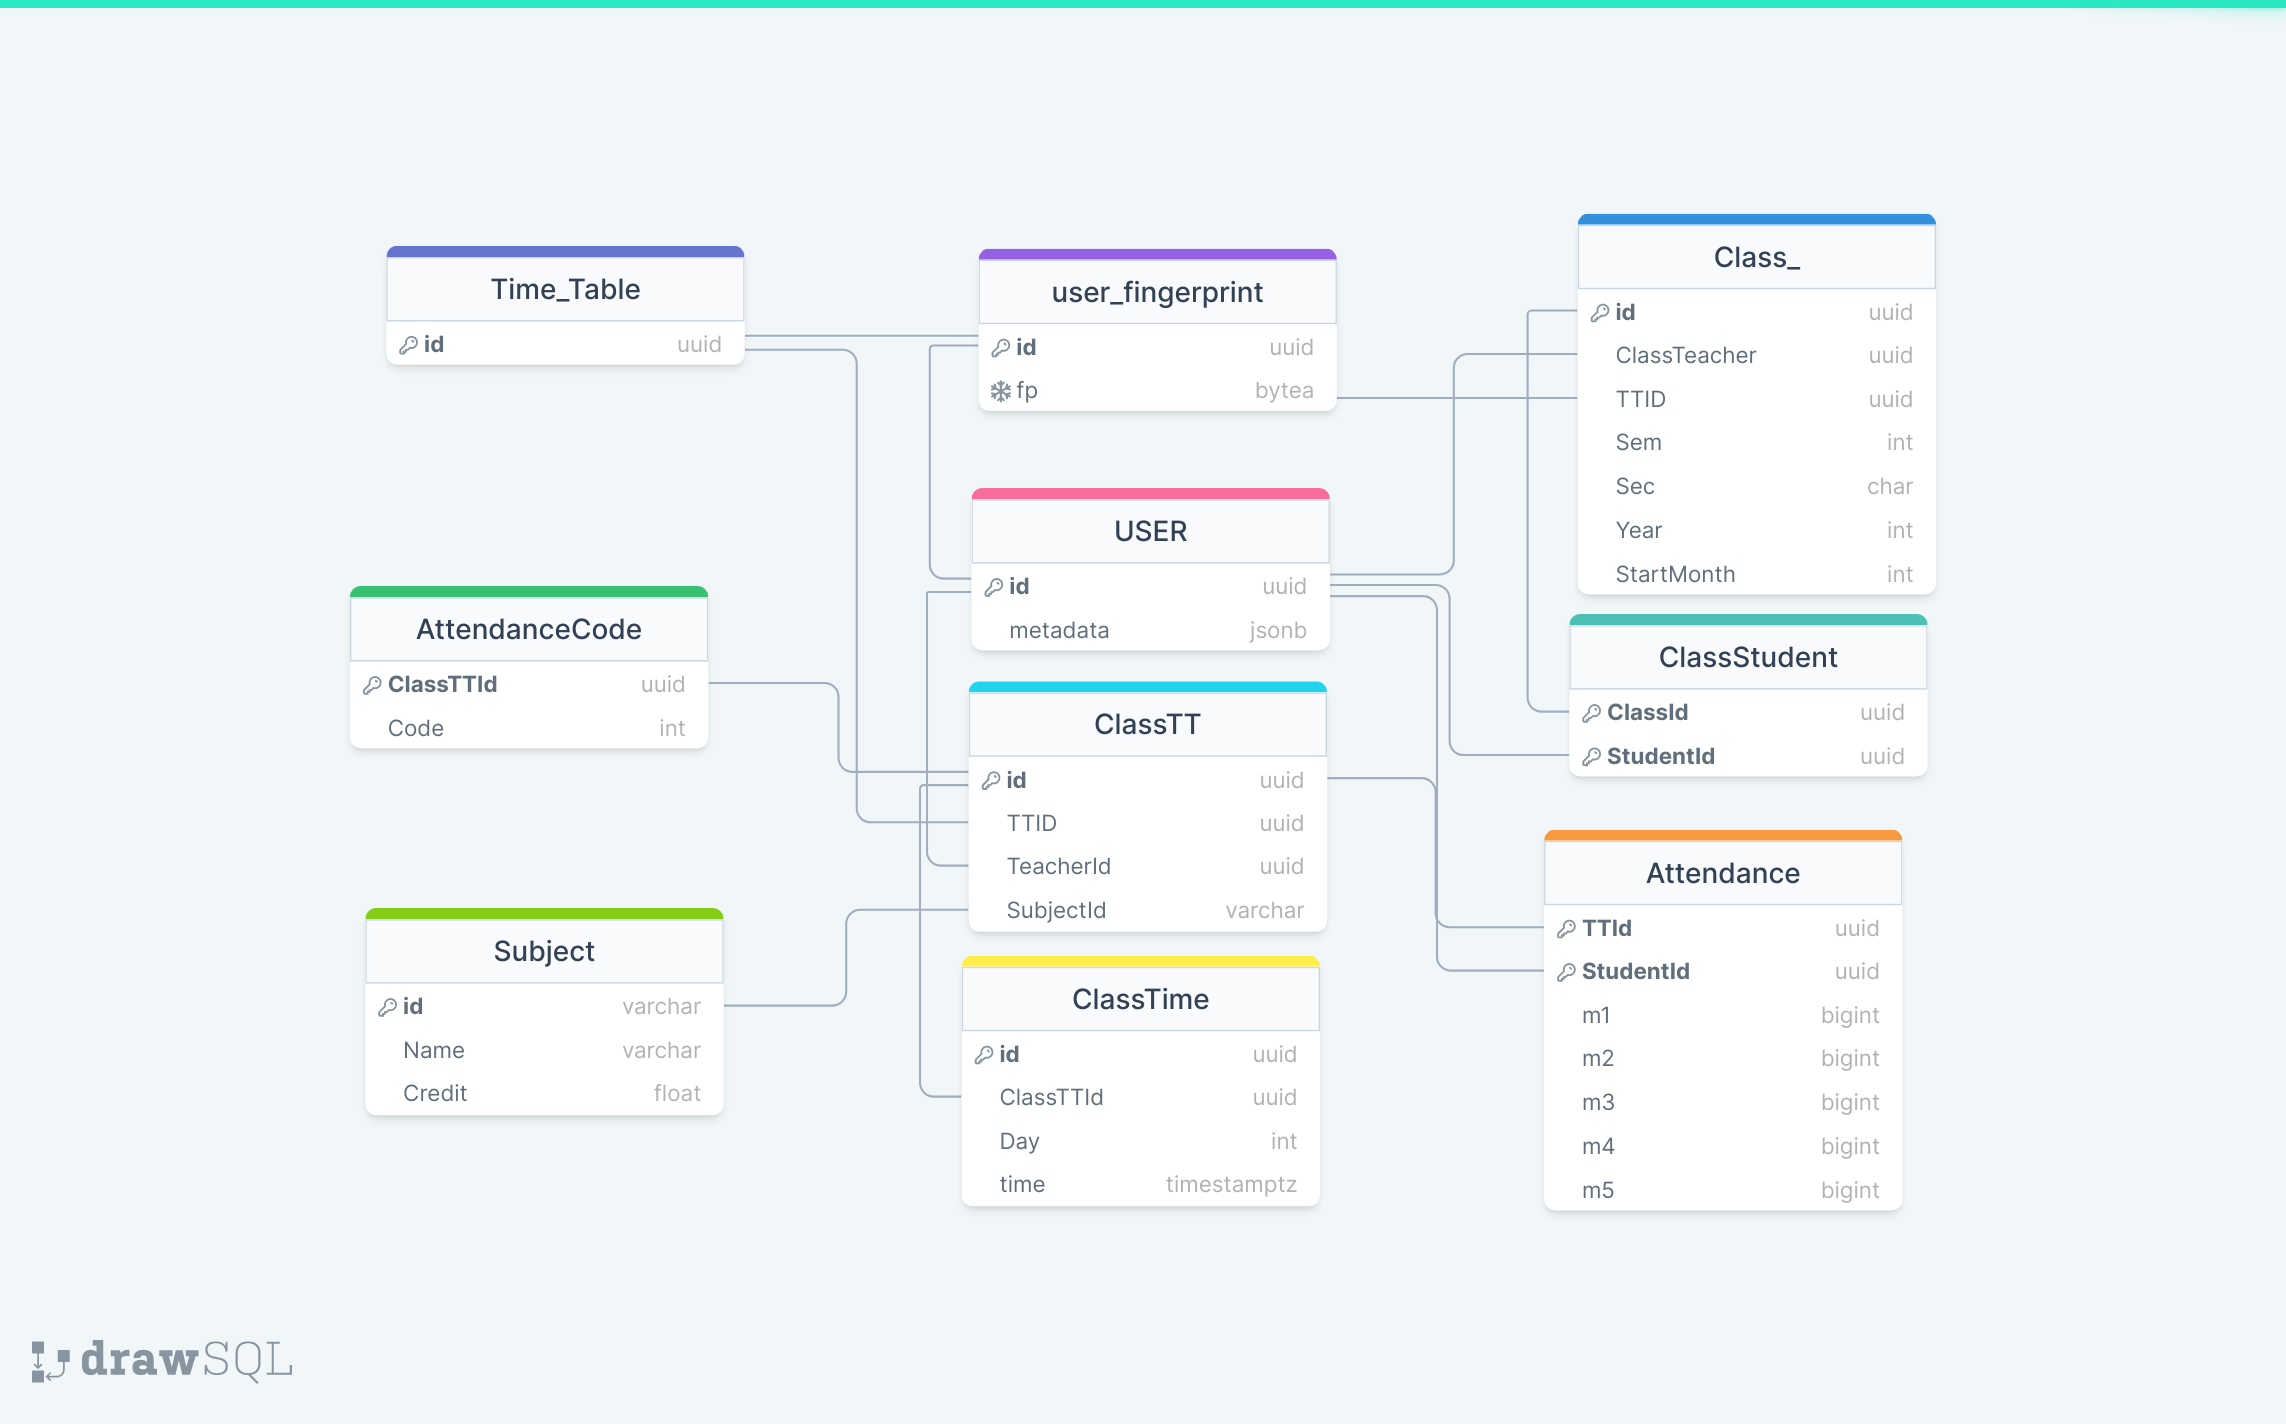 Time_Table
id uuid
user_fingerprint
id uuid
fp bytea
Class_
id uuid
ClassTeacher uuid
TTID uuid
Sem int
Sec char
Year int
StartMonth int
USER
id uuid
metadata jsonb
AttendanceCode
ClassTTId uuid
Code int
ClassStudent
ClassId uuid
StudentId uuid
ClassTT
id uuid
TTID uuid
TeacherId uuid
SubjectId varchar
Attendance
TTId uuid
StudentId uuid
m1 bigint
m2 bigint
m3 bigint
m4 bigint
m5 bigint
Subject
id varchar
Name varchar
Credit float
ClassTime
id uuid
ClassTTId uuid
Day int
time timestamptz
drawSQL